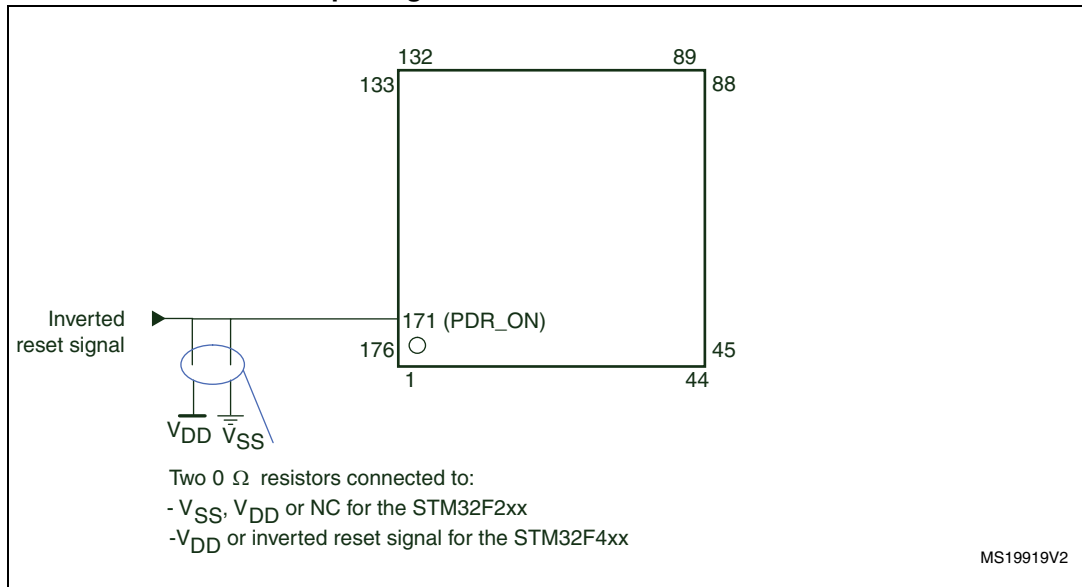 132 89
133 88
Inverted
reset signal
171 (PDR_ON)
176 45
1 44
VDD VSS
Two 0 Ω resistors connected to:
- VSS, VDD or NC for the STM32F2xx
-VDD or inverted reset signal for the STM32F4xx
MS19919V2